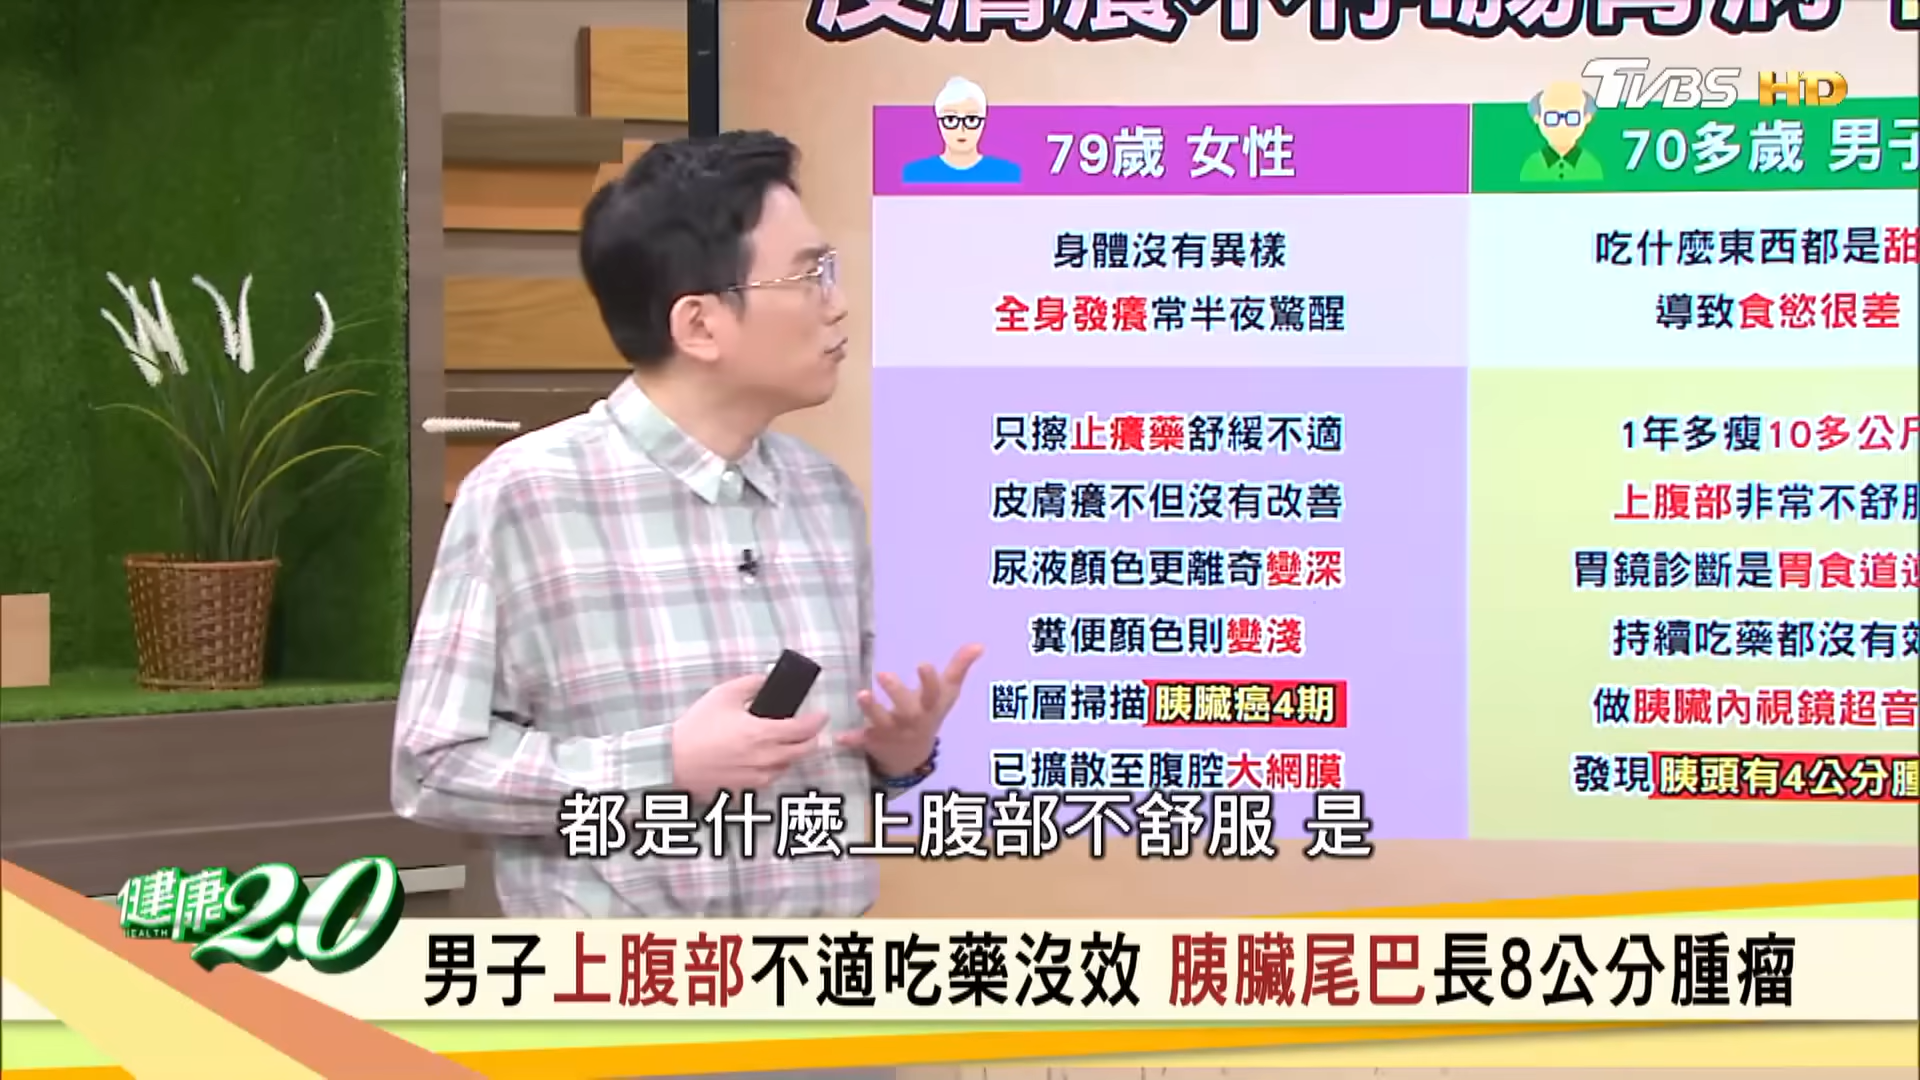 TVBS HD
79歲 女性
身體沒有異樣
全身發癢常半夜驚醒
只擦止癢藥舒緩不適
皮膚癢不但沒有改善
尿液顏色更離奇變深
糞便顏色則變淺
斷層掃描胰臟癌4期
已擴散至腹腔大網膜
70多歲 男子
吃什麼東西都是甜
導致食慾很差
1年多瘦10多公斤
上腹部非常不舒服
胃鏡診斷是胃食道
持續吃藥都沒有效
做胰臟內視鏡超音
發現胰頭有4公分腫
都是什麼上腹部不舒服 是
健康2.0
HEALTH
男子上腹部不適吃藥沒效 胰臟尾巴長8公分腫瘤